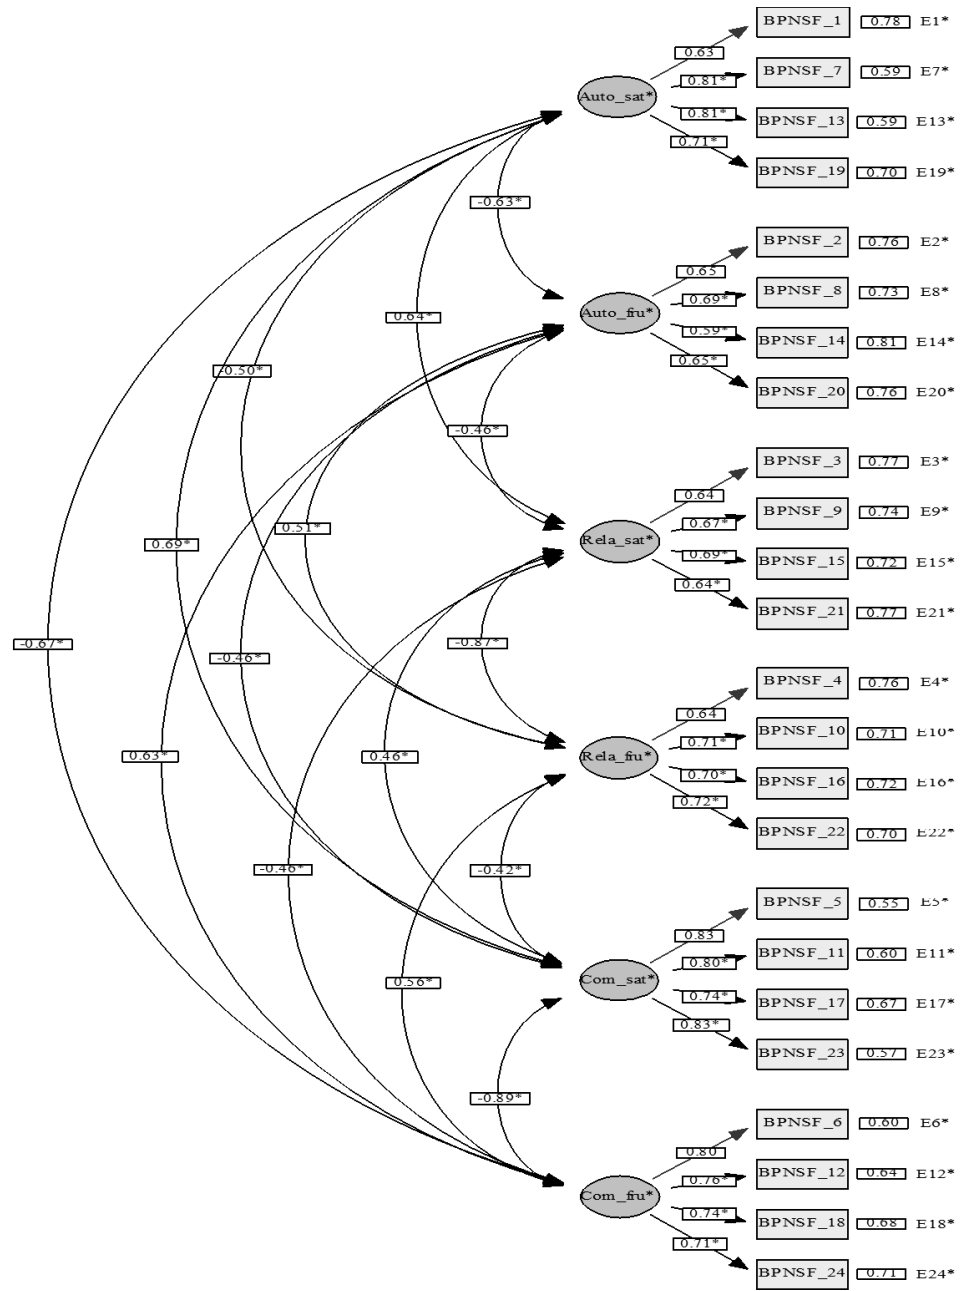 BPNSF_1 0.78 E1*
0.63
BPNSF_7 0.59 E7*
0.81*
Auto_sat*
0.81* BPNSF_13 0.59 E13*
0.71*
BPNSF_19 0.70 E19*
-0.63*
BPNSF_2 0.76 E2*
0.65
BPNSF_8 0.73 E8*
0.69*
Auto_fru*
0.64*
0.59* BPNSF_14 0.81 E14*
0.65*
-0.50*
BPNSF_20 0.76 E20*
-0.46*
BPNSF_3 0.77 E3*
0.64
BPNSF_9 0.74 E9*
0.67*
0.51*
Rela_sat*
0.69*
0.69* BPNSF_15 0.72 E15*
0.64*
BPNSF_21 0.77 E21*
-0.67* -0.87*
-0.46*
BPNSF_4 0.76 E4*
0.64
BPNSF_10 0.71 E10*
0.71*
0.63* 0.46* Rela_fru*
0.70* BPNSF_16 0.72 E16*
0.72*
BPNSF_22 0.70 E22*
-0.46* -0.42*
BPNSF_5 0.55 E5*
0.83
BPNSF_11 0.60 E11*
0.80*
0.56* Com_sat*
0.74* BPNSF_17 0.67 E17*
0.83*
BPNSF_23 0.57 E23*
-0.89*
BPNSF_6 0.60 E6*
0.80
BPNSF_12 0.64 E12*
0.76*
Com_fru*
0.74* BPNSF_18 0.68 E18*
0.71*
BPNSF_24 0.71 E24*